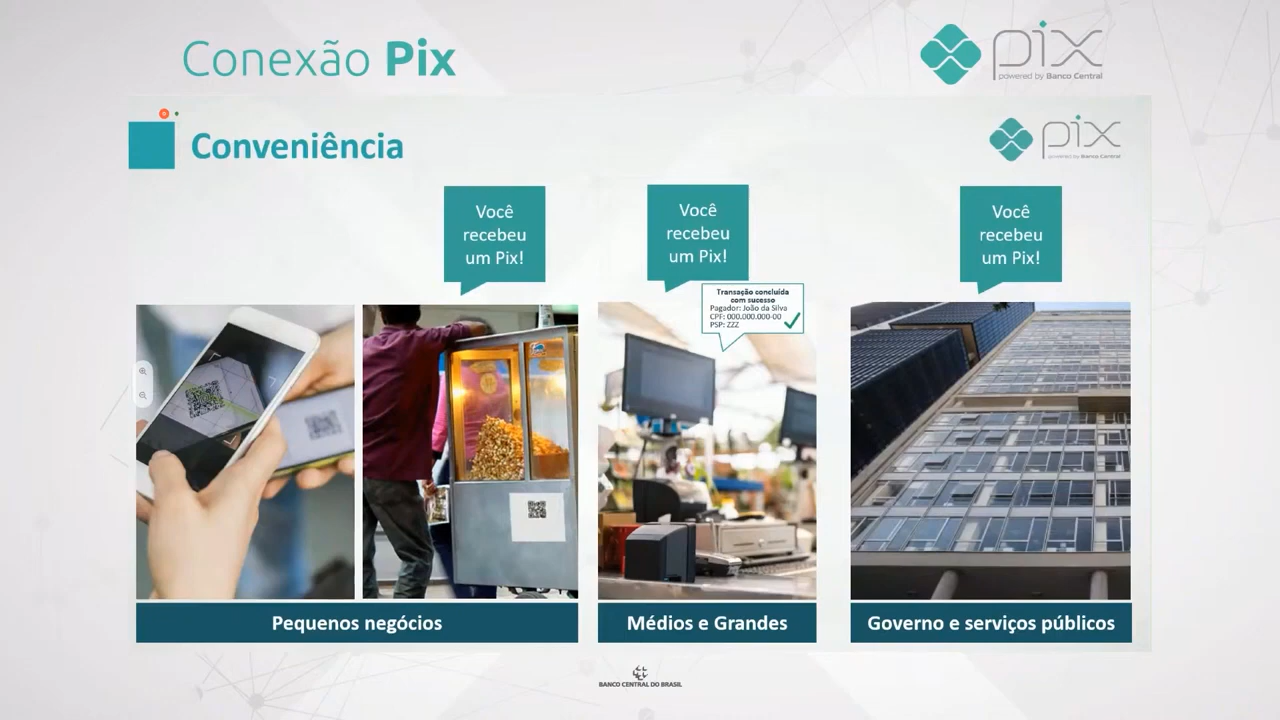 Conexão Pix
pix
powered by Banco Central
Conveniência
pix
powered by Banco Central
Você
recebeu
um Pix!
Você
recebeu
um Pix!
Você
recebeu
um Pix!
Transação concluída
com sucesso
Pagador: João da Silva
CPF: 000.000.000-00
PSP: ZZZ
Pequenos negócios
Médios e Grandes
Governo e serviços públicos
BANCO CENTRAL DO BRASIL